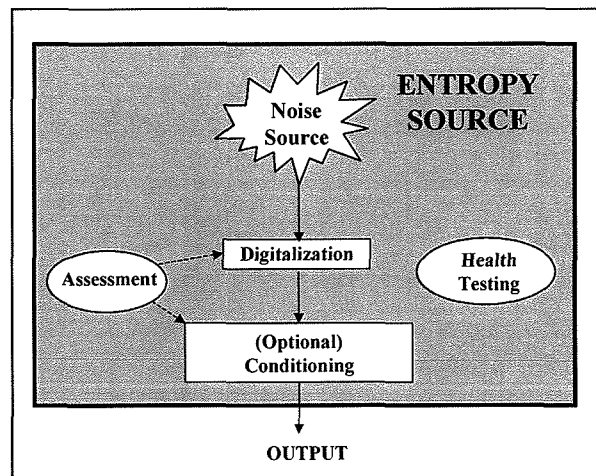 ENTROPY
SOURCE
Noise
Source
Digitalization
Assessment
Health
Testing
(Optional)
Conditioning
OUTPUT